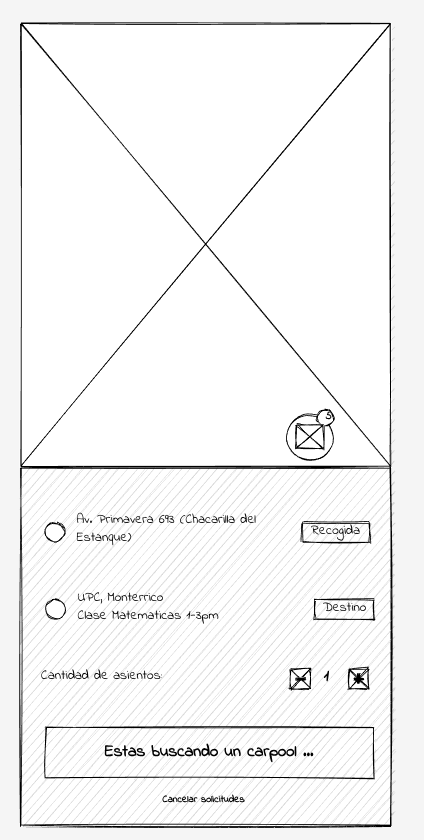 5
Av. Primavera 693 (Chacarilla del
Estanque)
Recogida
UPC, Monterrico
Clase Matematicas 1-3pm
Destino
Cantidad de asientos:
- 1 +
Estas buscando un carpool ...
Cancelar solicitudes